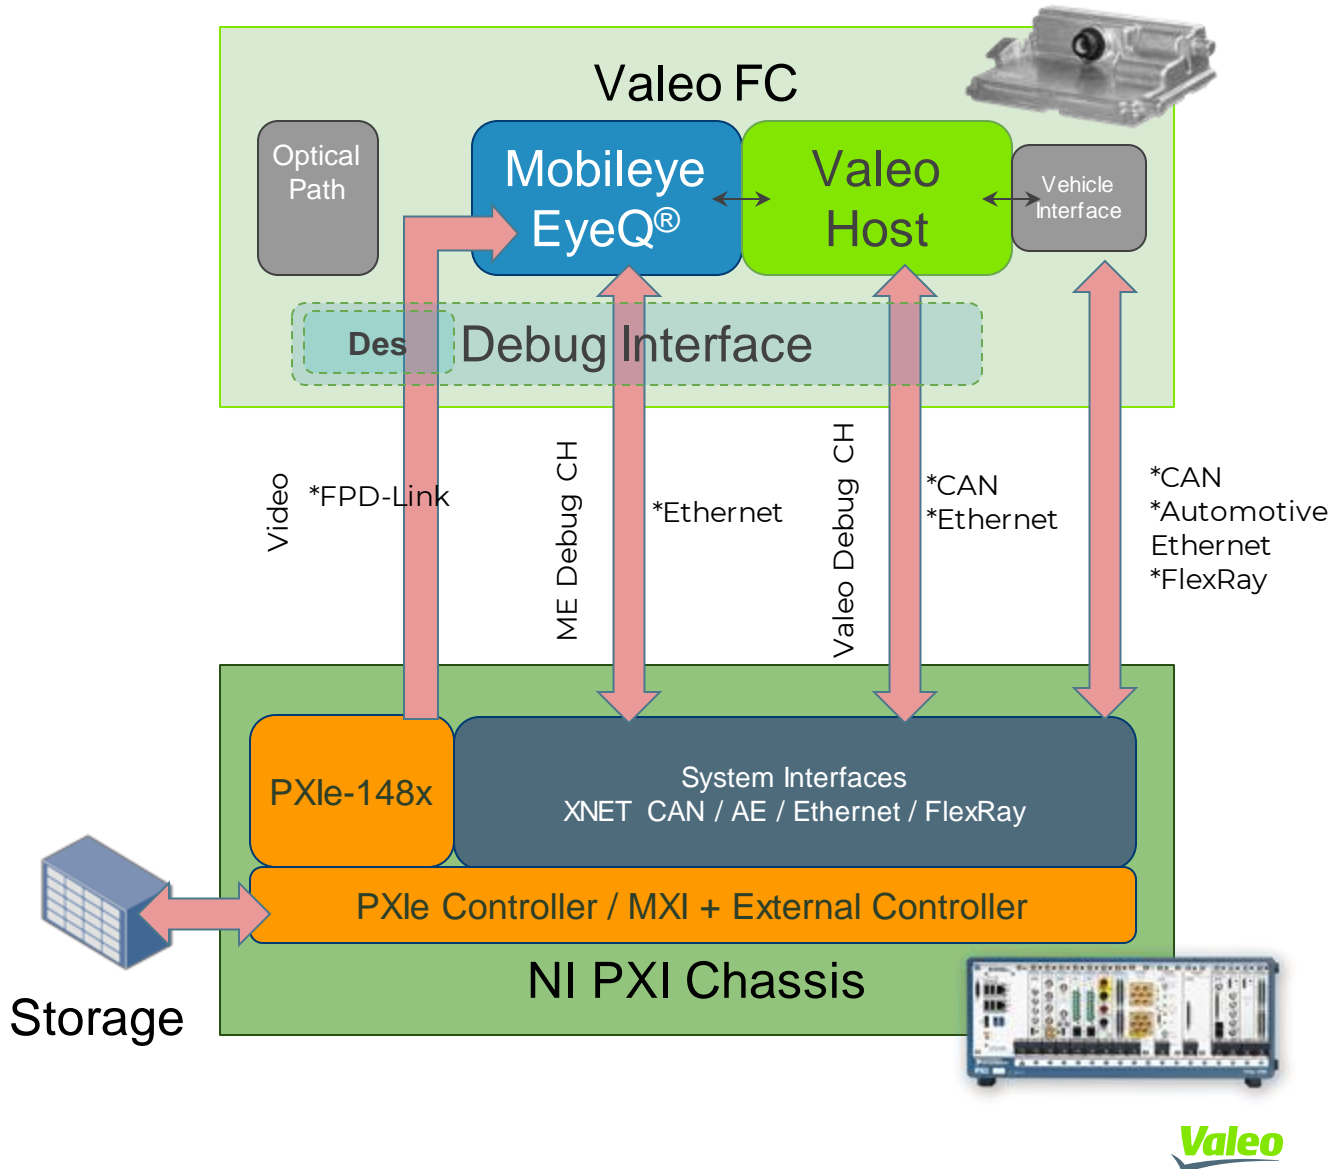 Valeo FC
Optical
Path
Mobileye
EyeQ®
Valeo
Host
Vehicle
Interface
Des
Debug Interface
Video
*FPD-Link
ME Debug CH
*Ethernet
Valeo Debug CH
*CAN
*Ethernet
*CAN
*Automotive
Ethernet
*FlexRay
PXIe-148x
System Interfaces
XNET CAN / AE / Ethernet / FlexRay
PXIe Controller / MXI + External Controller
NI PXI Chassis
Storage
Valeo